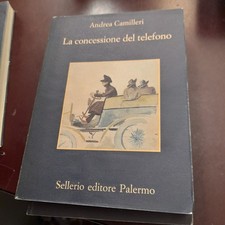 Andrea Camilleri
La concessione del telefono
Sellerio editore Palermo